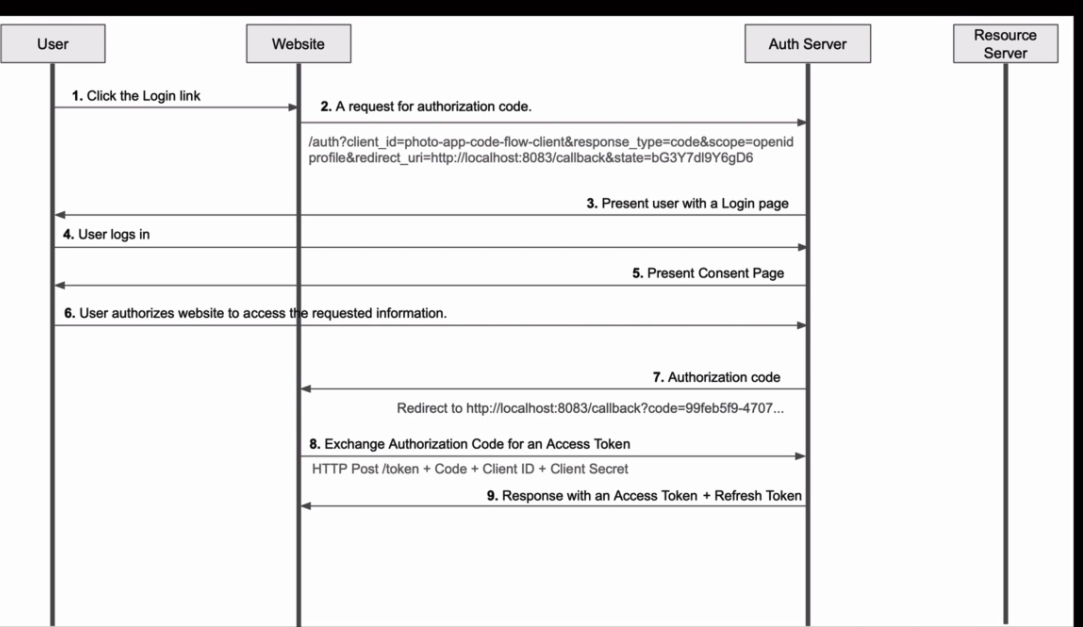 User
Website
Auth Server
Resource
Server
1. Click the Login link
2. A request for authorization code.
/auth?client_id=photo-app-code-flow-client&response_type=code&scope=openid
profile&redirect_uri=http://localhost:8083/callback&state=bG3Y7dl9Y6gD6
3. Present user with a Login page
4. User logs in
5. Present Consent Page
6. User authorizes website to access the requested information.
7. Authorization code
Redirect to http://localhost:8083/callback?code=99feb5f9-4707...
8. Exchange Authorization Code for an Access Token
HTTP Post /token + Code + Client ID + Client Secret
9. Response with an Access Token + Refresh Token